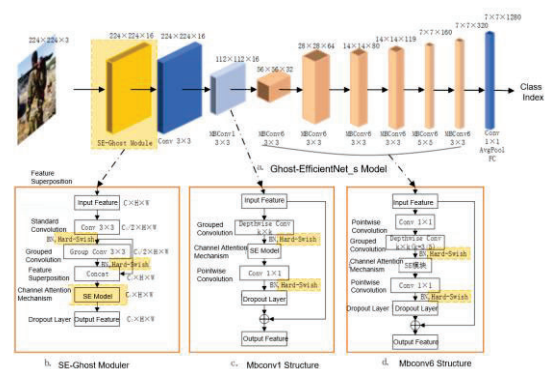 7×7×1280
7×7×320
224×224×3
224×224×16
224×224×16
28×28×64
14×14×80
14×14×119
7×7×160
112×112×16
56×56×32
Class
Index
SE-Ghost Module
Conv 3×3
MBConv1
3×3
MBConv6
3×3
MBConv6
3×3
MBConv6
3×3
MBConv6
5×5
MBConv6
3×3
Conv
1×1
AvgPool
FC
a. Ghost-EfficientNet_s Model
Feature
Superposition
Input Feature
C×H×W
Standard
Convolution
Conv 3×3
C/2×H×W
BN, Hard-Swish
Grouped
Convolution
Group Conv 3×3
C/2×H×W
BN, Hard-Swish
Feature
Superposition
Concat
C×H×W
Channel Attention
Mechanism
SE Model
C×H×W
Dropout Layer
Output Feature
C×H×W
b. SE-Ghost Moduler
Input Feature
Grouped
Convolution
Depthwise Conv
k×k
BN, Hard-Swish
Channel Attention
Mechanism
SE Model
Pointwise
Convolution
Conv 1×1
BN, Hard-Swish
Dropout Layer
Output Feature
c. Mbconv1 Structure
Input Feature
Pointwise
Convolution
Conv 1×1
Grouped
Convolution
Depthwise Conv
BN, Hard-Swish
Channel Attention
Mechanism
SE模块
Pointwise
Convolution
Conv 1×1
BN, Hard-Swish
Dropout Layer
Dropout Layer
Output Feature
d. Mbconv6 Structure